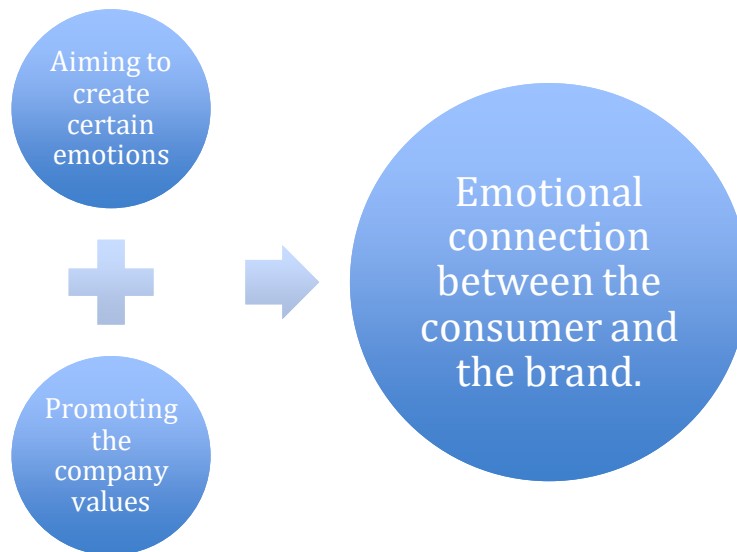 Aiming to
create
certain
emotions
Promoting
the
company
values
Emotional
connection
between the
consumer and
the brand.